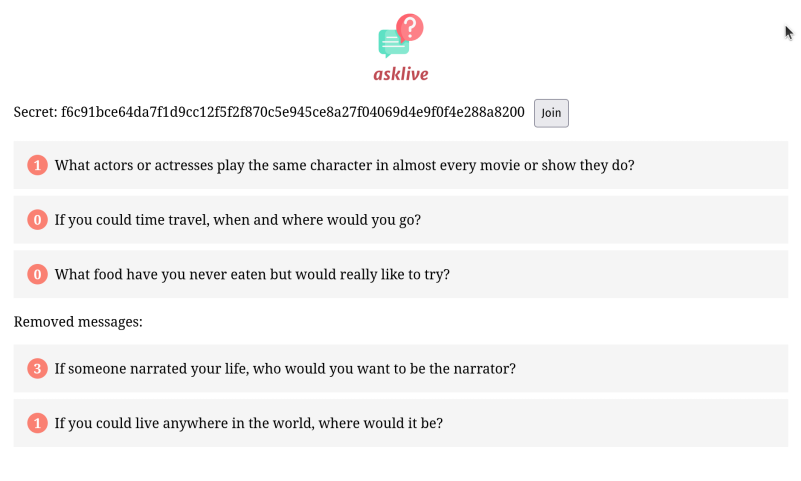 ?
asklive
Secret: f6c91bce64da7f1d9cc12f5f2f870c5e945ce8a27f04069d4e9f0f4e288a8200 Join
1 What actors or actresses play the same character in almost every movie or show they do?
0 If you could time travel, when and where would you go?
0 What food have you never eaten but would really like to try?
Removed messages:
3 If someone narrated your life, who would you want to be the narrator?
1 If you could live anywhere in the world, where would it be?